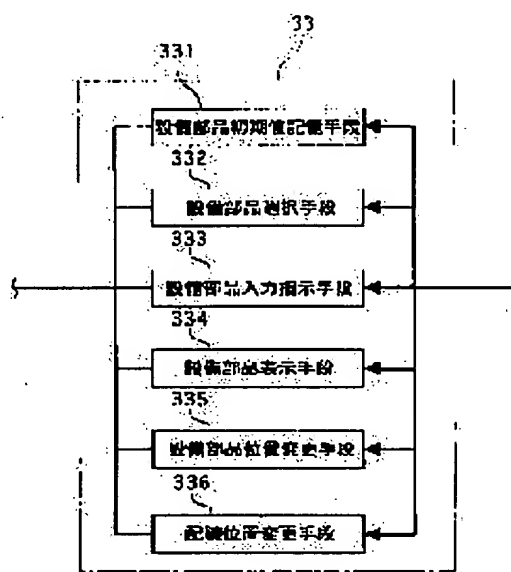 33
331
設備部品初期値記憶手段
332
設備部品選択手段
333
設備部品入力指示手段
334
設備部品表示手段
335
設備部品位置変更手段
336
配線位置変更手段